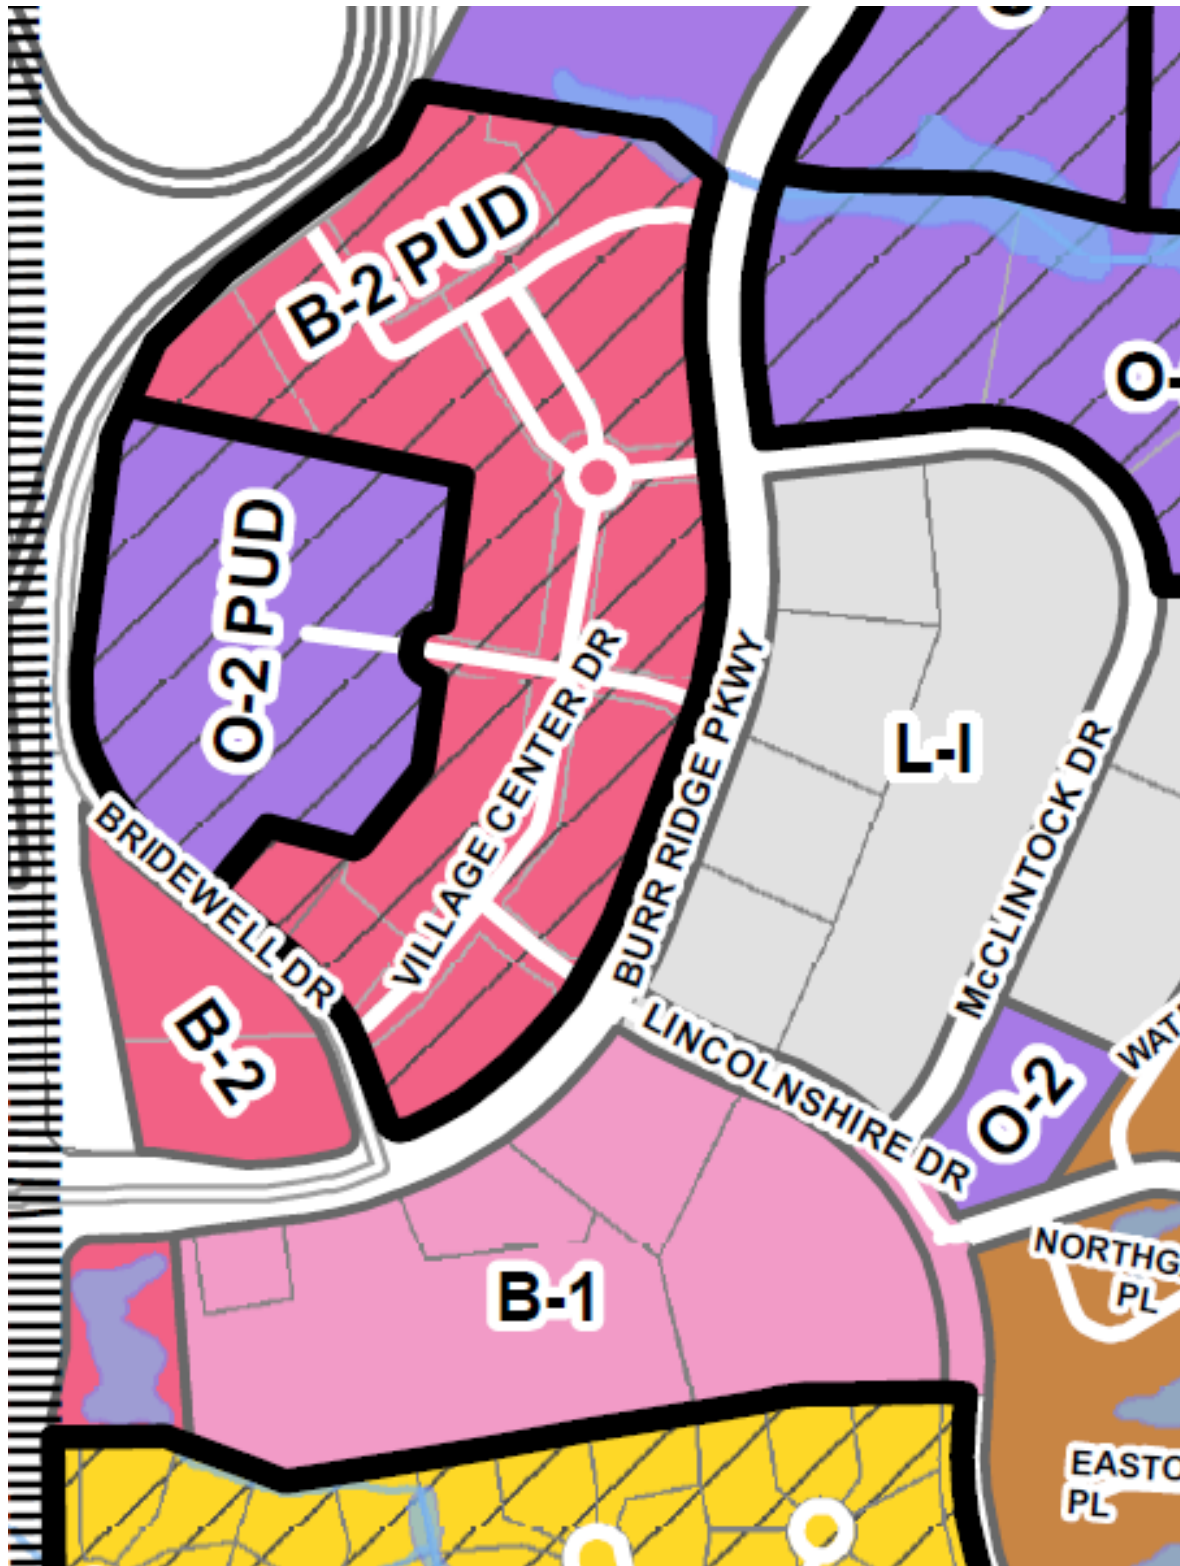 B-2 PUD
O-
O-2 PUD
L-I
BURR RIDGE PKWY
VILLAGE CENTER DR
McCLINTOCK DR
BRIDEWELL DR
B-2
LINCOLNSHIRE DR
O-2
WAT
B-1
NORTHG
PL
EASTO
PL